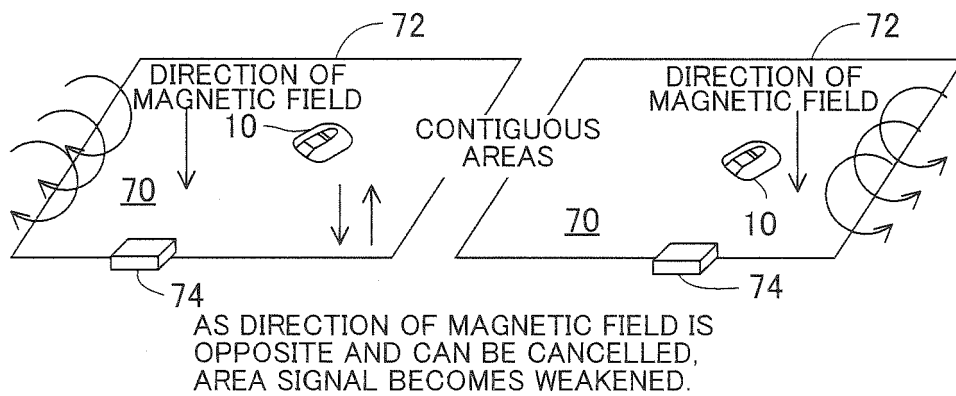 72
72
DIRECTION OF
MAGNETIC FIELD
DIRECTION OF
MAGNETIC FIELD
10
CONTIGUOUS
AREAS
70
70
10
74
74
AS DIRECTION OF MAGNETIC FIELD IS
OPPOSITE AND CAN BE CANCELLED,
AREA SIGNAL BECOMES WEAKENED.